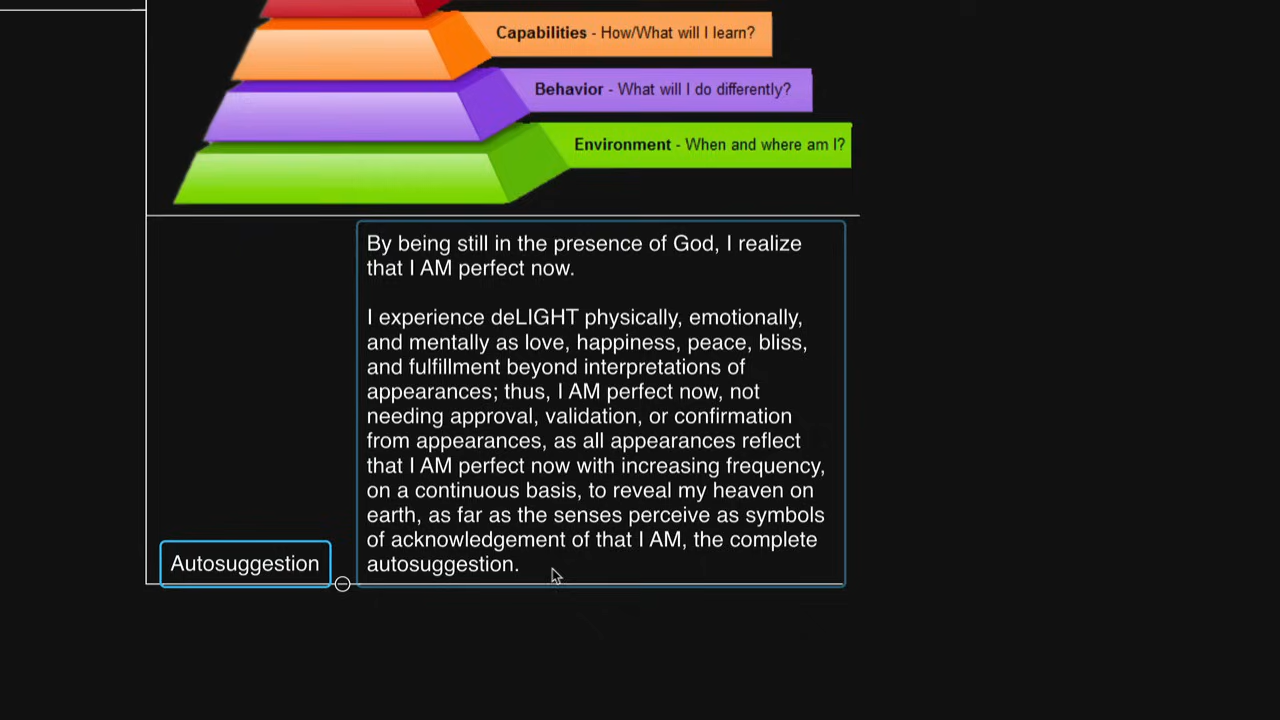 Capabilities - How/What will I learn?
Behavior - What will I do differently?
Environment - When and where am I?
By being still in the presence of God, I realize
that I AM perfect now.
I experience deLIGHT physically, emotionally,
and mentally as love, happiness, peace, bliss,
and fulfillment beyond interpretations of
appearances; thus, I AM perfect now, not
needing approval, validation, or confirmation
from appearances, as all appearances reflect
that I AM perfect now with increasing frequency,
on a continuous basis, to reveal my heaven on
earth, as far as the senses perceive as symbols
of acknowledgement of that I AM, the complete
autosuggestion.
Autosuggestion